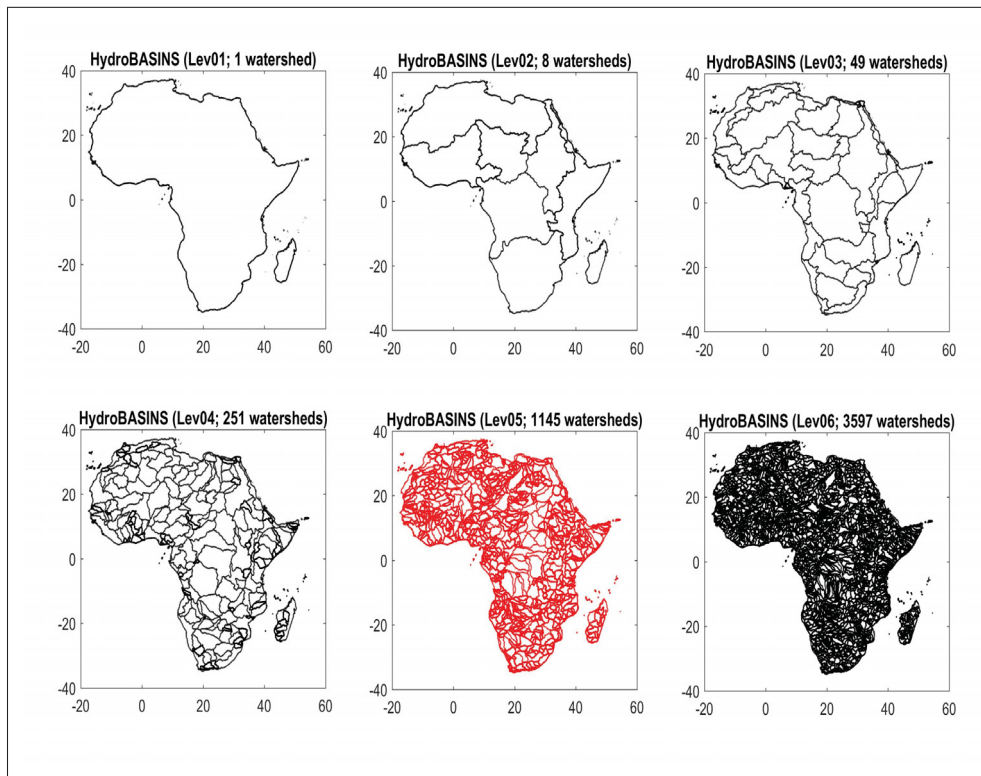 HydroBASINS (Lev01; 1 watershed)
HydroBASINS (Lev02; 8 watersheds)
HydroBASINS (Lev03; 49 watersheds)
40
20
0
-20
-40
-20 0 20 40 60
40
20
0
-20
-40
-20 0 20 40 60
40
20
0
-20
-40
-20 0 20 40 60
HydroBASINS (Lev04; 251 watersheds)
HydroBASINS (Lev05; 1145 watersheds)
HydroBASINS (Lev06; 3597 watersheds)
40
20
0
-20
-40
-20 0 20 40 60
40
20
0
-20
-40
-20 0 20 40 60
40
20
0
-20
-40
-20 0 20 40 60